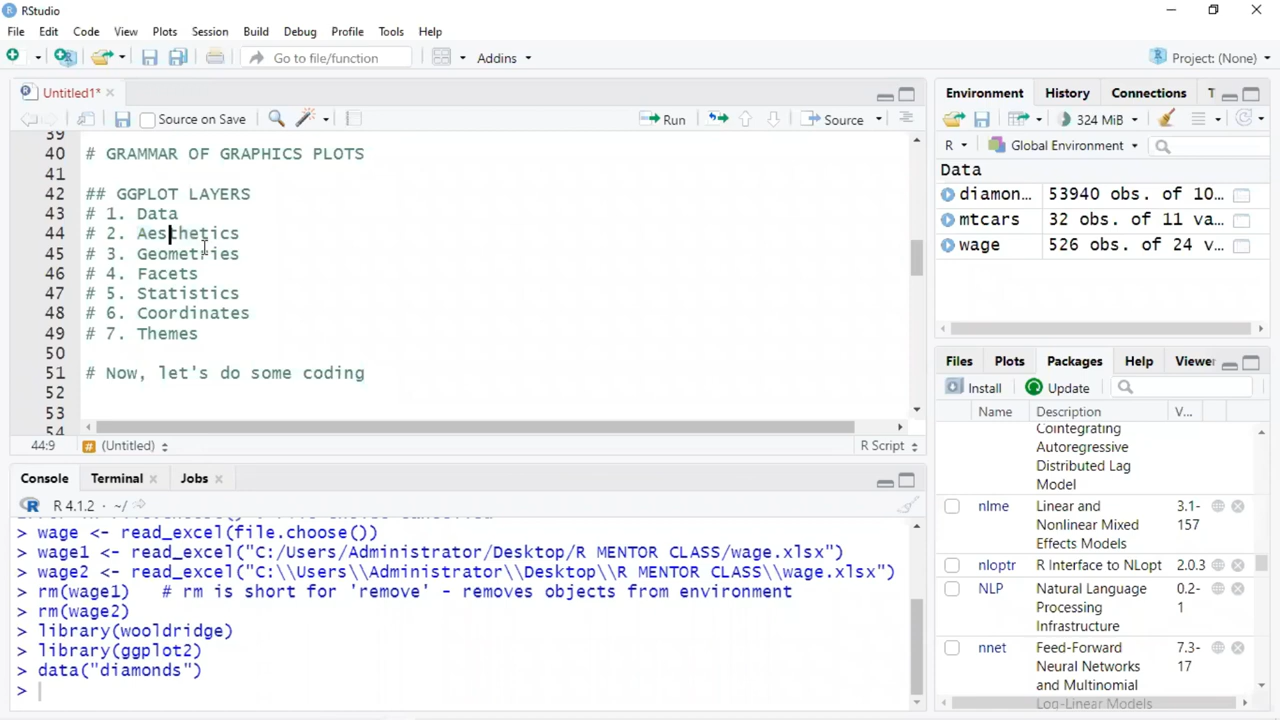 RStudio
File Edit Code View Plots Session Build Debug Profile Tools Help
Go to file/function Addins Project: (None)
Untitled1*
Source on Save Run Source
39
40 # GRAMMAR OF GRAPHICS PLOTS
41
42 ## GGPLOT LAYERS
43 # 1. Data
44 # 2. Aesthetics
45 # 3. Geometries
46 # 4. Facets
47 # 5. Statistics
48 # 6. Coordinates
49 # 7. Themes
50
51 # Now, let's do some coding
52
53
54
44:9 # (Untitled) R Script
Console Terminal Jobs
R R 4.1.2 · ~/
> wage <- read_excel(file.choose())
> wage1 <- read_excel("C:/Users/Administrator/Desktop/R MENTOR CLASS/wage.xlsx")
> wage2 <- read_excel("C:\\Users\\Administrator\\Desktop\\R MENTOR CLASS\\wage.xlsx")
> rm(wage1)   # rm is short for 'remove' - removes objects from environment
> rm(wage2)
> library(wooldridge)
> library(ggplot2)
> data("diamonds")
>
Environment History Connections T
324 MiB
R Global Environment
Data
diamon... 53940 obs. of 10...
mtcars 32 obs. of 11 va...
wage 526 obs. of 24 v...
Files Plots Packages Help Viewer
Install Update
Name Description V...
Cointegrating
Autoregressive
Distributed Lag
Model
nlme Linear and 3.1-
Nonlinear Mixed 157
Effects Models
nloptr R Interface to NLopt 2.0.3
NLP Natural Language 0.2-
Processing 1
Infrastructure
nnet Feed-Forward 7.3-
Neural Networks 17
and Multinomial
Log-Linear Models